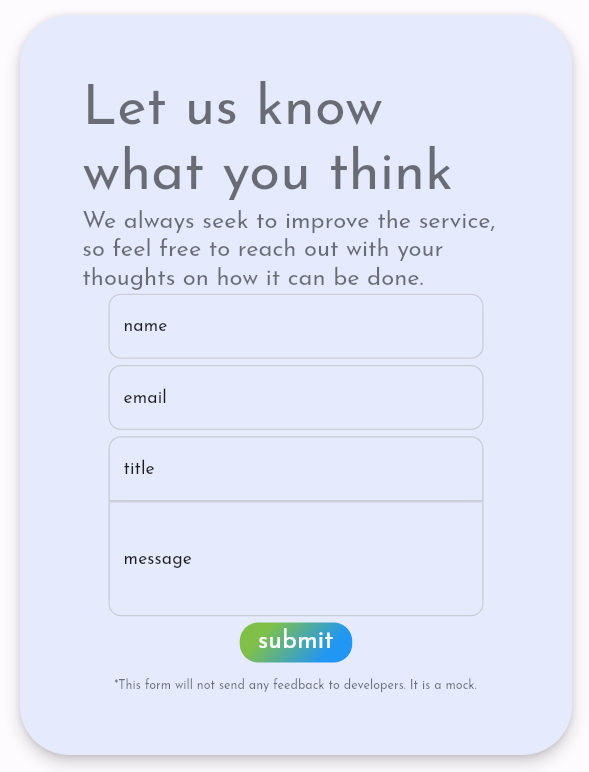 Let us know
what you think
We always seek to improve the service,
so feel free to reach out with your
thoughts on how it can be done.
name
email
title
message
submit
*This form will not send any feedback to developers. It is a mock.